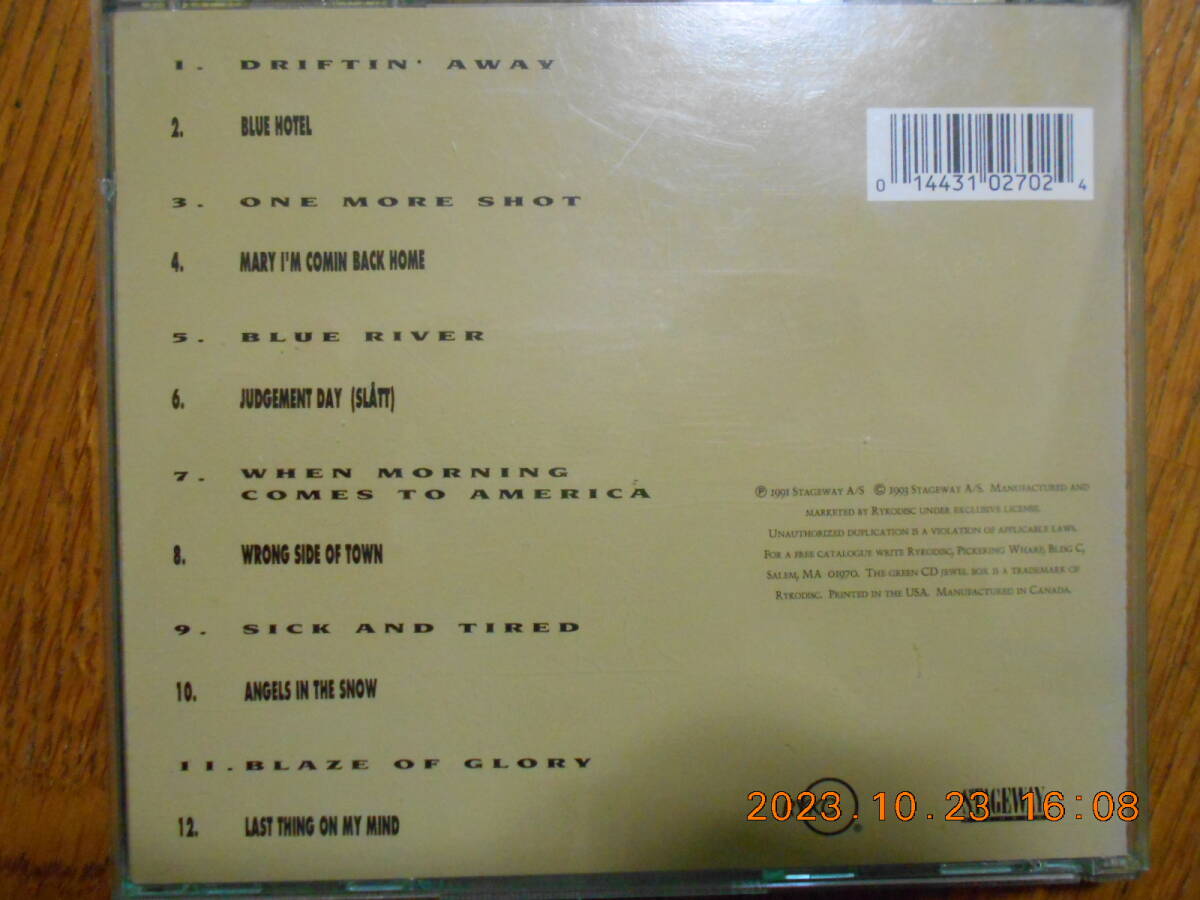 1. DRIFTIN' AWAY
2. BLUE HOTEL
3. ONE MORE SHOT
4. MARY I'M COMIN BACK HOME
5. BLUE RIVER
6. JUDGEMENT DAY (SLÅTT)
7. WHEN MORNING
COMES TO AMERICA
8. WRONG SIDE OF TOWN
9. SICK AND TIRED
10. ANGELS IN THE SNOW
11. BLAZE OF GLORY
12. LAST THING ON MY MIND
0 14431 02702 4
℗ 1991 STAGEWAY A/S © 1993 STAGEWAY A/S. MANUFACTURED AND
MARKETED BY RYKODISC UNDER EXCLUSIVE LICENSE.
UNAUTHORIZED DUPLICATION IS A VIOLATION OF APPLICABLE LAWS.
FOR A FREE CATALOGUE WRITE RYKODISC, PICKERING WHARF, BLDG C,
SALEM, MA 01970. THE GREEN CD JEWEL BOX IS A TRADEMARK OF
RYKODISC. PRINTED IN THE USA. MANUFACTURED IN CANADA.
STAGEWAY
2023.10.23 16:08